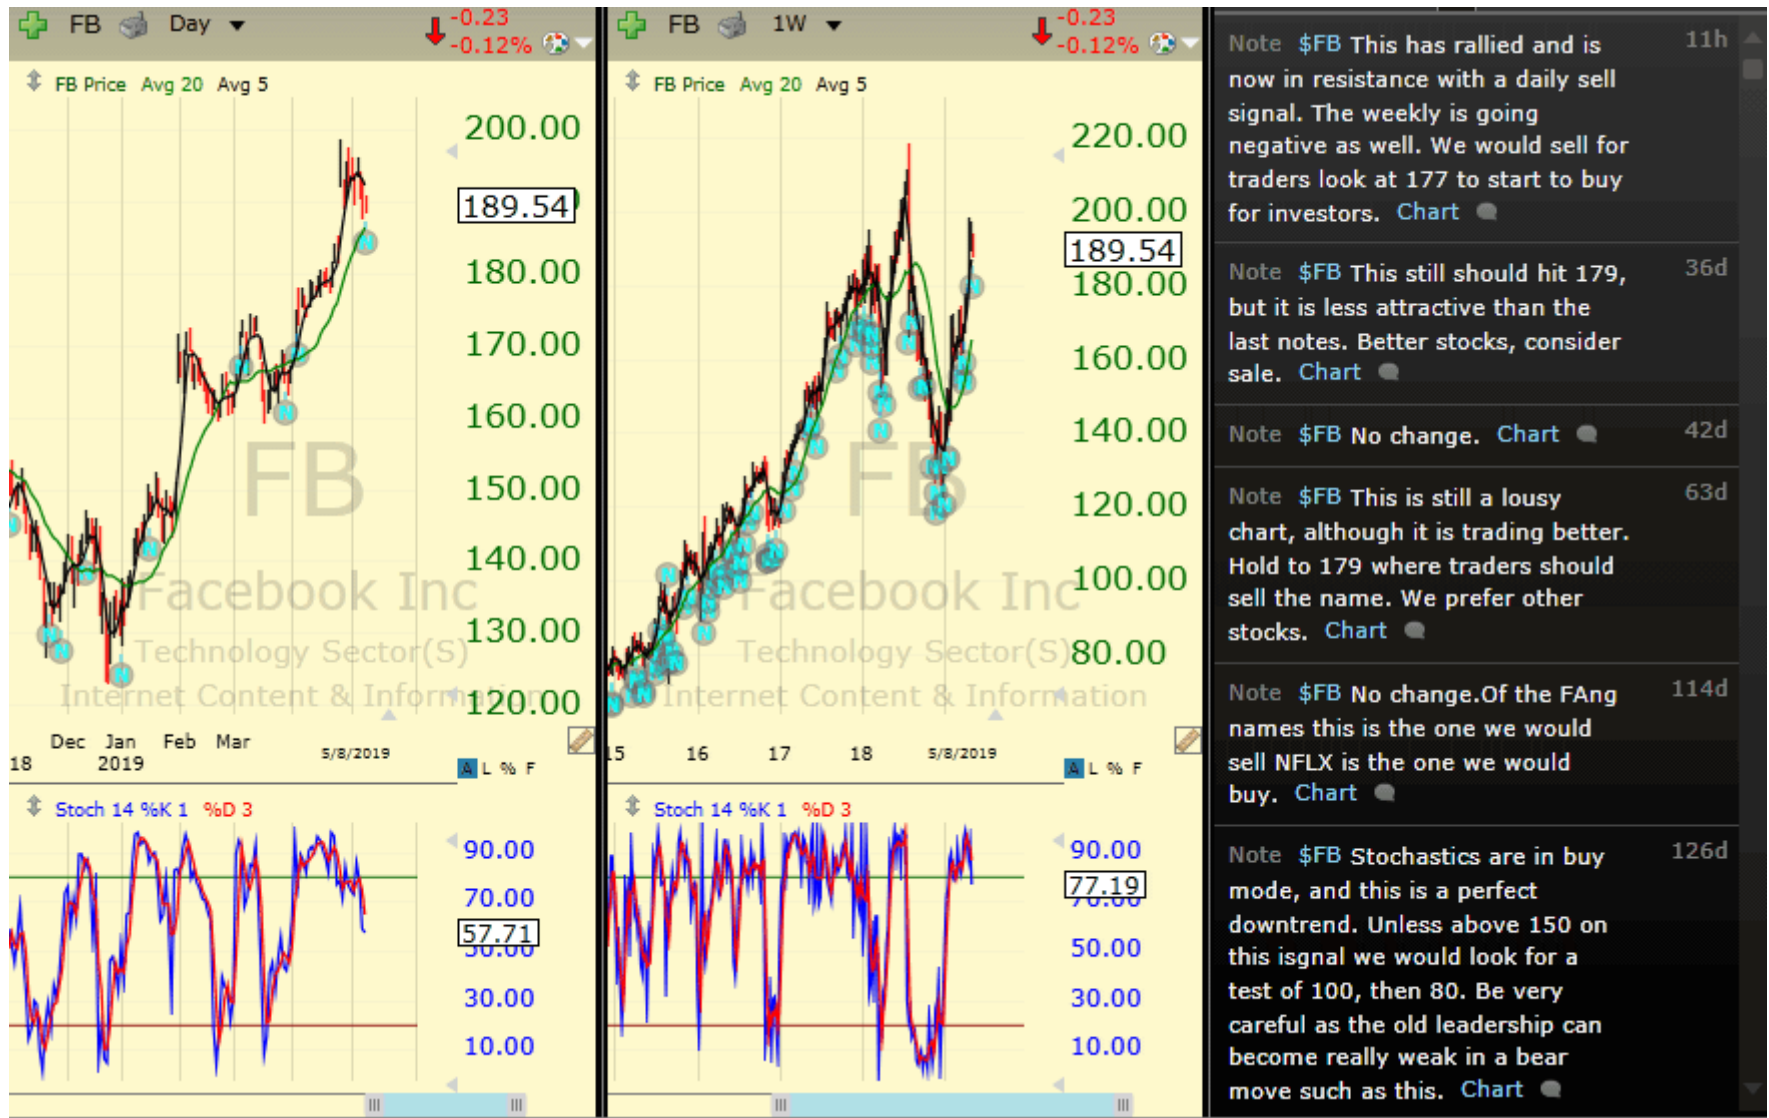 FB Day
-0.23
-0.12%
FB Price Avg 20 Avg 5
200.00
189.54
180.00
170.00
160.00
150.00
140.00
130.00
120.00
FB
Facebook Inc
Technology Sector(S)
Internet Content & Information
Dec Jan Feb Mar
18 2019 5/8/2019
A L % F
Stoch 14 %K 1 %D 3
90.00
70.00
57.71
50.00
30.00
10.00
FB 1W
-0.23
-0.12%
FB Price Avg 20 Avg 5
220.00
200.00
189.54
180.00
160.00
140.00
120.00
100.00
80.00
FB
Facebook Inc
Technology Sector(S)
Internet Content & Information
15 16 17 18 5/8/2019
A L % F
Stoch 14 %K 1 %D 3
90.00
77.19
70.00
50.00
30.00
10.00
Note $FB This has rallied and is 11h
now in resistance with a daily sell
signal. The weekly is going
negative as well. We would sell for
traders look at 177 to start to buy
for investors. Chart
Note $FB This still should hit 179, 36d
but it is less attractive than the
last notes. Better stocks, consider
sale. Chart
Note $FB No change. Chart 42d
Note $FB This is still a lousy 63d
chart, although it is trading better.
Hold to 179 where traders should
sell the name. We prefer other
stocks. Chart
Note $FB No change.Of the FAng 114d
names this is the one we would
sell NFLX is the one we would
buy. Chart
Note $FB Stochastics are in buy 126d
mode, and this is a perfect
downtrend. Unless above 150 on
this isgnal we would look for a
test of 100, then 80. Be very
careful as the old leadership can
become really weak in a bear
move such as this. Chart